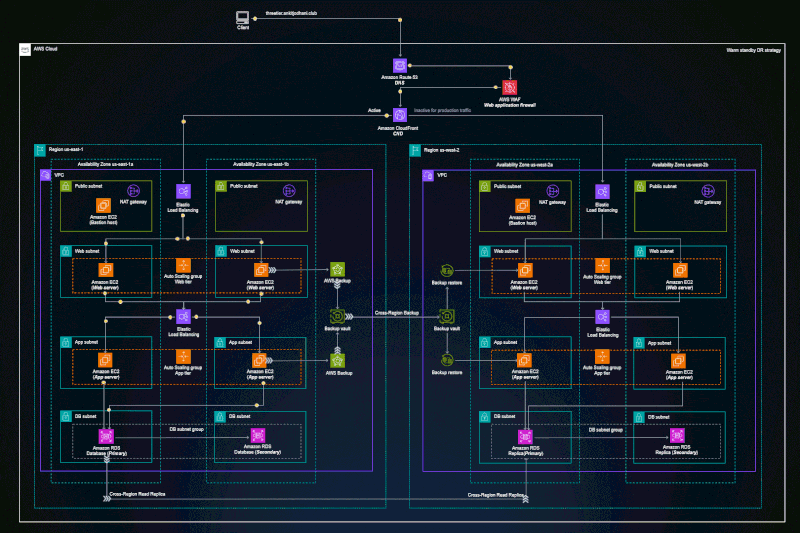 threetier.ankitjodhani.club
Client
aws
AWS Cloud
Warm standby DR strategy
Amazon Route 53
DNS
AWS WAF
Web application firewall
Active
Inactive for production traffic
Amazon CloudFront
CND
Region us-east-1
Availability Zone us-east-1a
Availability Zone us-east-1b
VPC
Public subnet
NAT gateway
Amazon EC2
(Bastion host)
Elastic
Load Balancing
Public subnet
NAT gateway
Web subnet
Amazon EC2
(Web server)
Auto Scaling group
Web tier
Web subnet
Amazon EC2
(Web server)
Elastic
Load Balancing
App subnet
Amazon EC2
(App server)
Auto Scaling group
App tier
App subnet
Amazon EC2
(App server)
DB subnet
Amazon RDS
Database (Primary)
DB subnet group
DB subnet
Amazon RDS
Database (Secondary)
AWS Backup
Backup vault
AWS Backup
Cross-Region Backup
Backup restore
Backup vault
Backup restore
Region us-west-2
Availability Zone us-west-2a
Availability Zone us-west-2b
VPC
Public subnet
NAT gateway
Amazon EC2
(Bastion host)
Elastic
Load Balancing
Public subnet
NAT gateway
Web subnet
Amazon EC2
(Web server)
Auto Scaling group
Web tier
Web subnet
Amazon EC2
(Web server)
Elastic
Load Balancing
App subnet
Amazon EC2
(App server)
Auto Scaling group
App tier
App subnet
Amazon EC2
(App server)
DB subnet
Amazon RDS
Replica(Primary)
DB subnet group
DB subnet
Amazon RDS
Replica (Secondary)
Cross-Region Read Replica
Cross-Region Read Replica